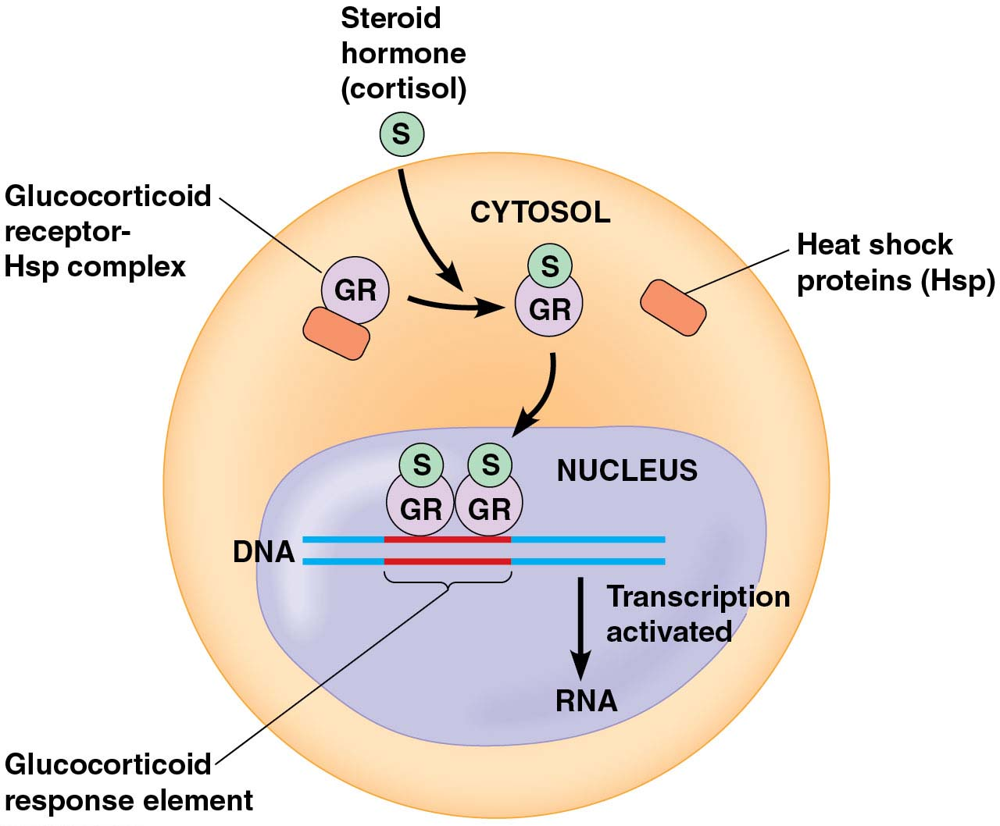 Steroid
hormone
(cortisol)
S
Glucocorticoid
receptor-
Hsp complex
CYTOSOL
Heat shock
proteins (Hsp)
GR
S
GR
S
S
NUCLEUS
GR
GR
DNA
Transcription
activated
RNA
Glucocorticoid
response element